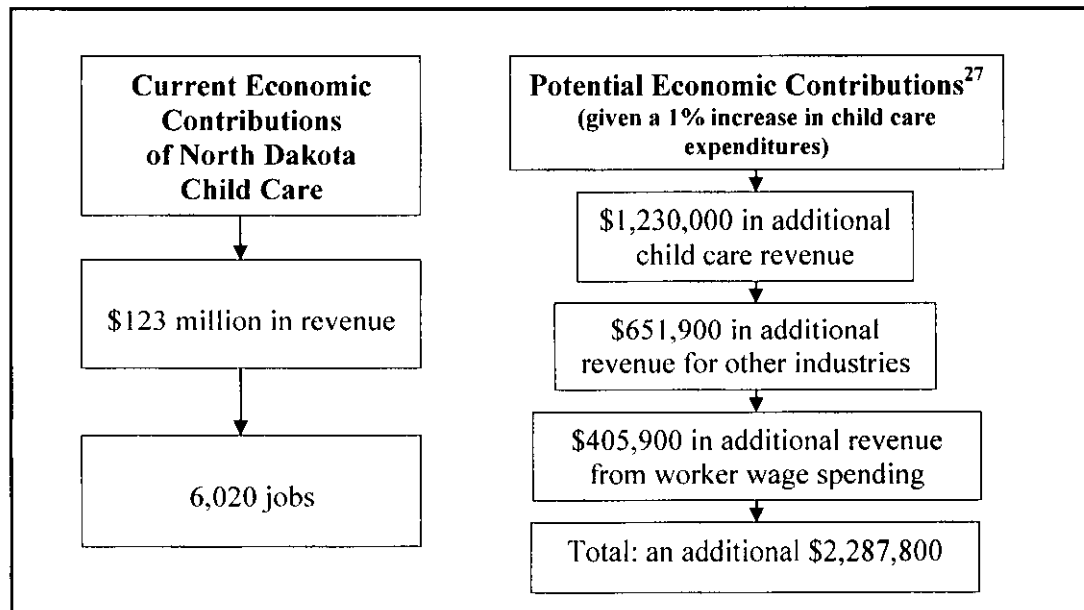 Current Economic
Contributions
of North Dakota
Child Care
$123 million in revenue
6,020 jobs
Potential Economic Contributions27
(given a 1% increase in child care
expenditures)
$1,230,000 in additional
child care revenue
$651,900 in additional
revenue for other industries
$405,900 in additional revenue
from worker wage spending
Total: an additional $2,287,800